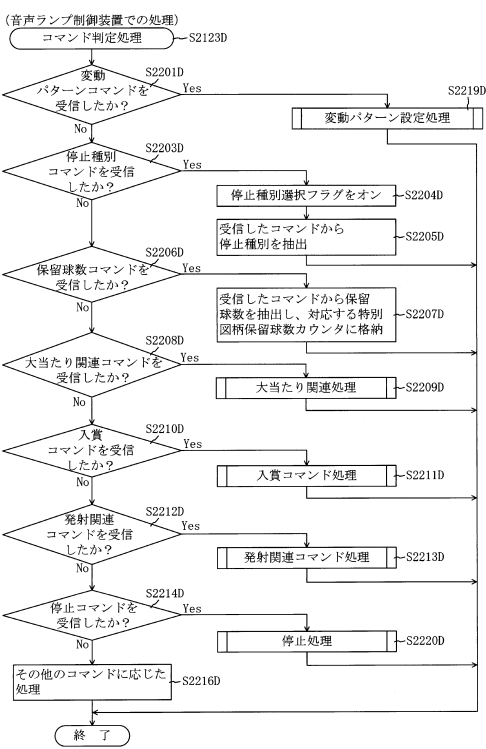 (音声ランプ制御装置での処理)
コマンド判定処理
S2123D
変動
パターンコマンドを
受信したか？
S2201D
Yes
No
変動パターン設定処理
S2219D
停止種別
コマンドを受信
したか？
S2203D
Yes
No
停止種別選択フラグをオン
S2204D
受信したコマンドから
停止種別を抽出
S2205D
保留球数コマンドを
受信したか？
S2206D
Yes
No
受信したコマンドから保留
球数を抽出し、対応する特別
図柄保留球数カウンタに格納
S2207D
大当たり関連コマンドを
受信したか？
S2208D
Yes
No
大当たり関連処理
S2209D
入賞
コマンドを受信
したか？
S2210D
Yes
No
入賞コマンド処理
S2211D
発射関連
コマンドを受信
したか？
S2212D
Yes
No
発射関連コマンド処理
S2213D
停止コマンドを
受信したか？
S2214D
Yes
No
停止処理
S2220D
その他のコマンドに応じた
処理
S2216D
終 了